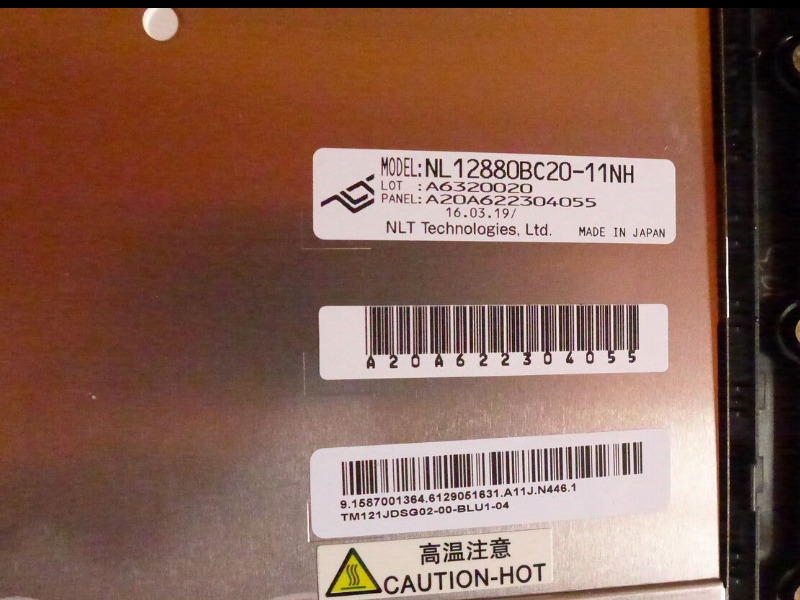 MODEL:NL12880BC20-11NH
LOT :A6320020
PANEL:A20A622304055
16.03.19/
NLT Technologies, Ltd. MADE IN JAPAN
A20A622304055
9.1587001364.6129051631.A11J.N446.1
TM121JDSG02-00-BLU1-04
高温注意
CAUTION-HOT